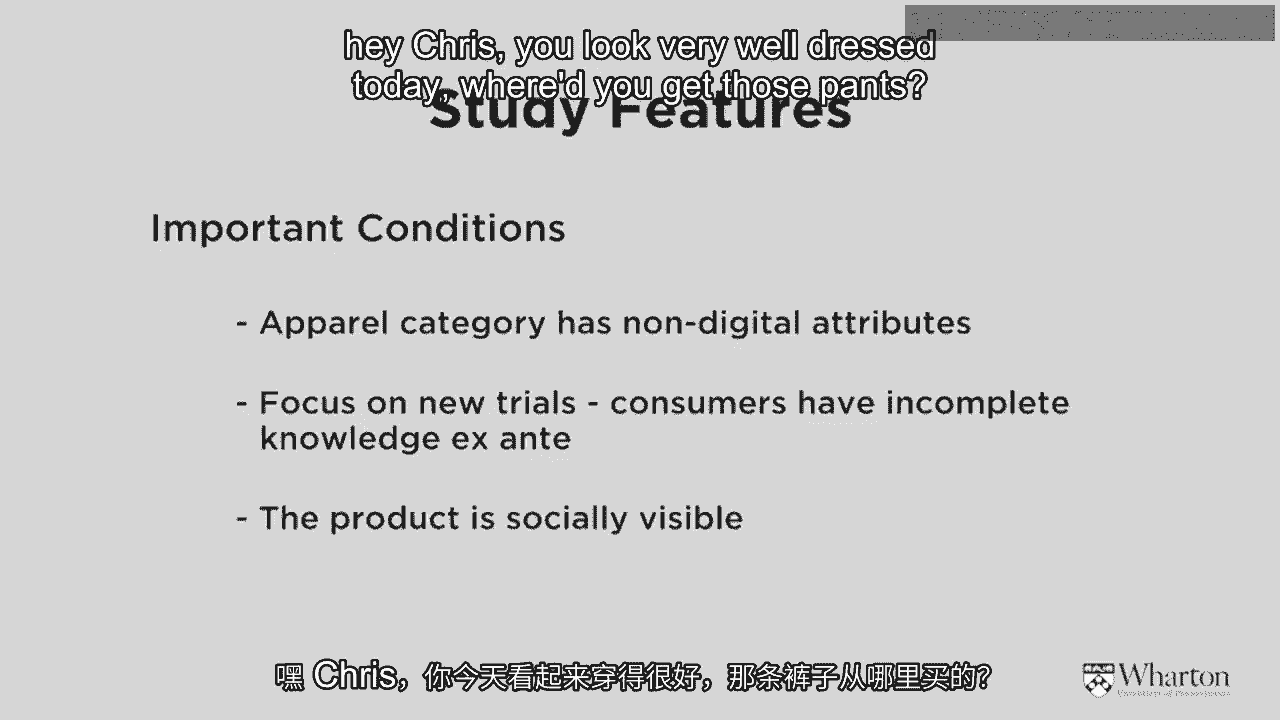 hey Chris, you look very well dressed
today, where'd you get those pants?
Study Features
Important Conditions
- Apparel category has non-digital attributes
- Focus on new trials - consumers have incomplete
knowledge ex ante
- The product is socially visible
嘿 Chris，你今天看起来穿得很好，那条裤子从哪里买的？
Wharton
University of Pennsylvania